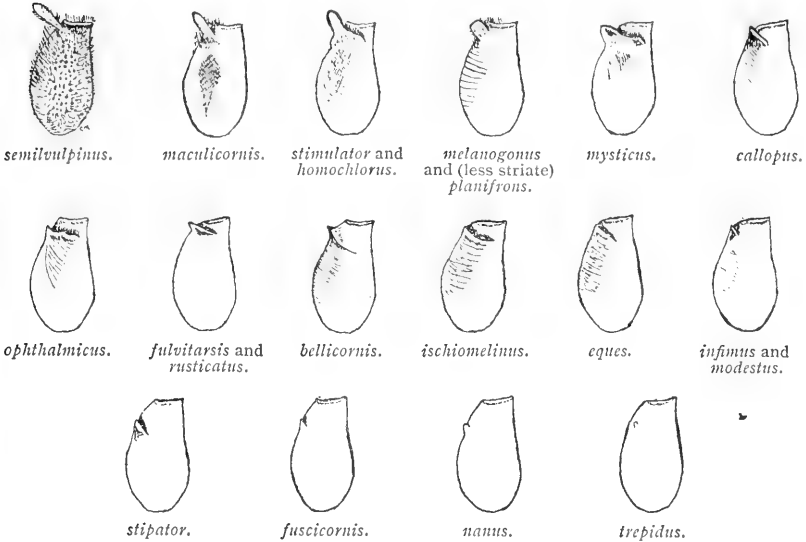 semilvulpinus.
maculicornis.
stimulator and
homochlorus.
melanogonus
and (less striate)
planifrons.
mysticus.
callopus.
ophthalmicus.
fulvitarsis and
rusticatus.
bellicornis.
ischiomelinus.
eques.
infimus and
modestus.
stipator.
fuscicornis.
nanus.
trepidus.